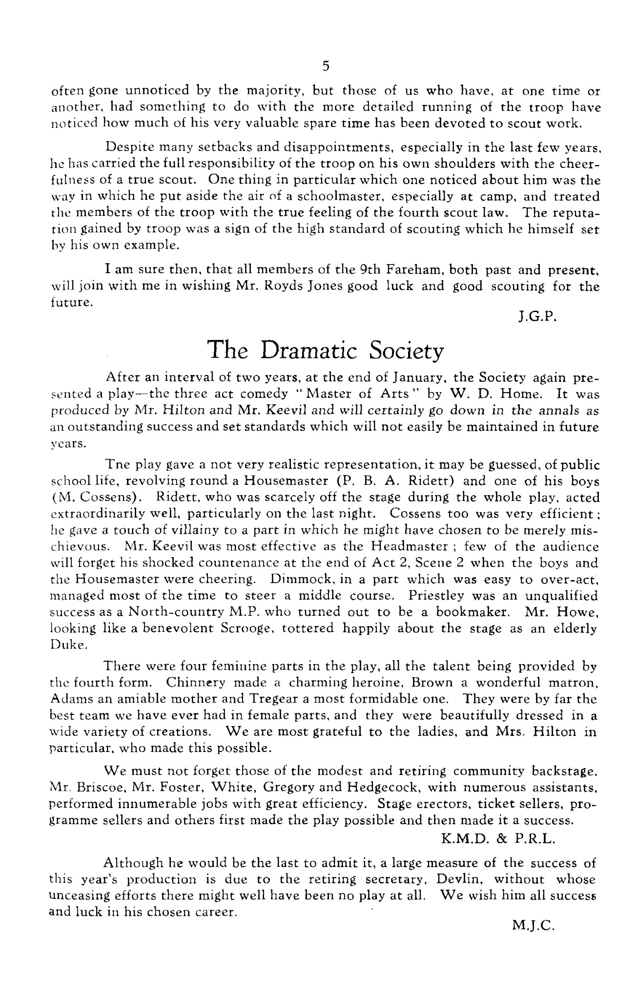 5
often gone unnoticed by the majority, but those of us who have, at one time or
another, had something to do with the more detailed running of the troop have
noticed how much of his very valuable spare time has been devoted to scout work.
Despite many setbacks and disappointments, especially in the last few years,
he has carried the full responsibility of the troop on his own shoulders with the cheer-
fulness of a true scout. One thing in particular which one noticed about him was the
way in which he put aside the air of a schoolmaster, especially at camp, and treated
the members of the troop with the true feeling of the fourth scout law. The reputa-
tion gained by troop was a sign of the high standard of scouting which he himself set
by his own example.
I am sure then, that all members of the 9th Fareham, both past and present,
will join with me in wishing Mr. Royds Jones good luck and good scouting for the
future.
J.G.P.
The Dramatic Society
After an interval of two years, at the end of January, the Society again pre-
sented a play—the three act comedy “Master of Arts” by W. D. Home. It was
produced by Mr. Hilton and Mr. Keevil and will certainly go down in the annals as
an outstanding success and set standards which will not easily be maintained in future
years.
Tne play gave a not very realistic representation, it may be guessed, of public
school life, revolving round a Housemaster (P. B. A. Ridett) and one of his boys
(M. Cossens). Ridett, who was scarcely off the stage during the whole play, acted
extraordinarily well, particularly on the last night. Cossens too was very efficient ;
he gave a touch of villainy to a part in which he might have chosen to be merely mis-
chievous. Mr. Keevil was most effective as the Headmaster ; few of the audience
will forget his shocked countenance at the end of Act 2, Scene 2 when the boys and
the Housemaster were cheering. Dimmock, in a part which was easy to over-act,
managed most of the time to steer a middle course. Priestley was an unqualified
success as a North-country M.P. who turned out to be a bookmaker. Mr. Howe,
looking like a benevolent Scrooge, tottered happily about the stage as an elderly
Duke.
There were four feminine parts in the play, all the talent being provided by
the fourth form. Chinnery made a charming heroine, Brown a wonderful matron,
Adams an amiable mother and Tregear a most formidable one. They were by far the
best team we have ever had in female parts, and they were beautifully dressed in a
wide variety of creations. We are most grateful to the ladies, and Mrs. Hilton in
particular, who made this possible.
We must not forget those of the modest and retiring community backstage.
Mr. Briscoe, Mr. Foster, White, Gregory and Hedgecock, with numerous assistants,
performed innumerable jobs with great efficiency. Stage erectors, ticket sellers, pro-
gramme sellers and others first made the play possible and then made it a success.
K.M.D. & P.R.L.
Although he would be the last to admit it, a large measure of the success of
this year's production is due to the retiring secretary, Devlin, without whose
unceasing efforts there might well have been no play at all. We wish him all success
and luck in his chosen career.
M.J.C.